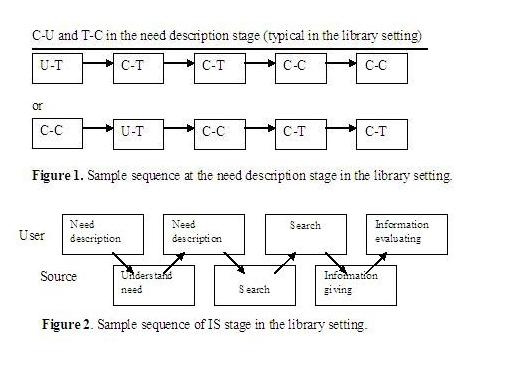 C-U and T-C in the need description stage (typical in the library setting)
U-T C-T C-T C-C C-C
or
C-C U-T C-C C-T C-T
Figure 1. Sample sequence at the need description stage in the library setting.
User
Need description
Need description
Search
Information evaluating
Source
Understand need
Search
Information giving
Figure 2. Sample sequence of IS stage in the library setting.